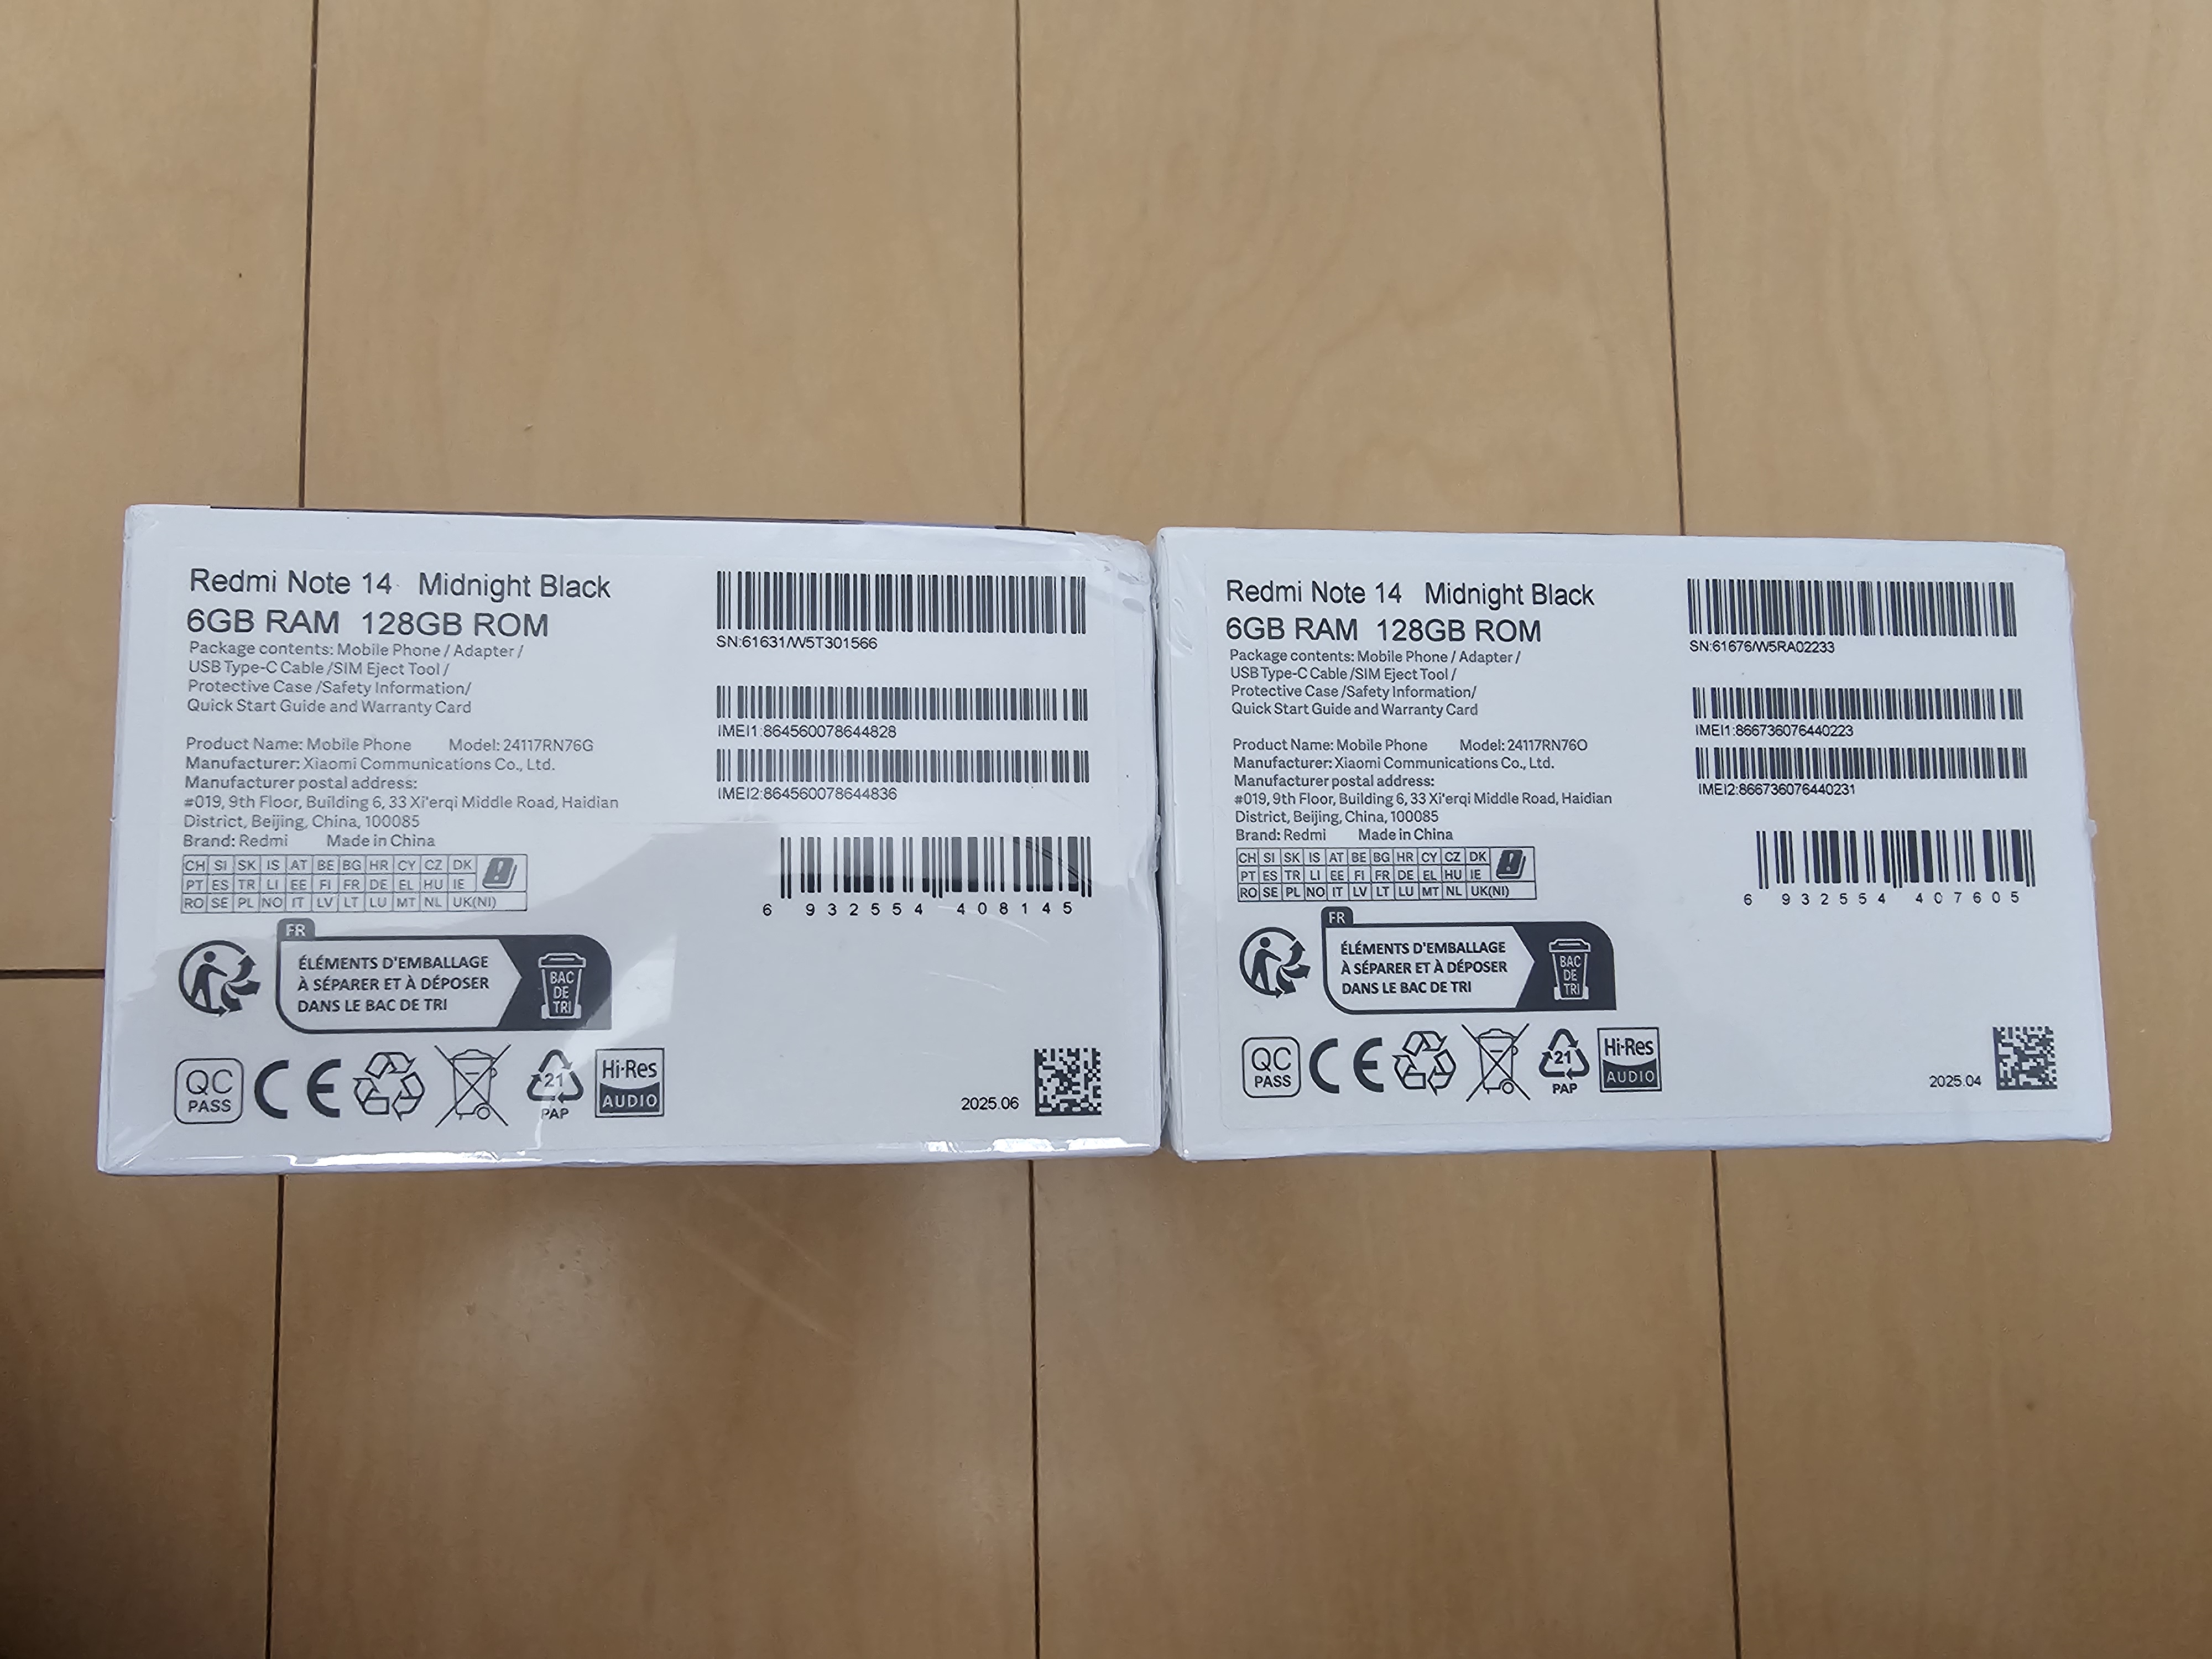 Redmi Note 14 Midnight Black
6GB RAM 128GB ROM
Package contents: Mobile Phone / Adapter /
USB Type-C Cable /SIM Eject Tool /
Protective Case /Safety Information/
Quick Start Guide and Warranty Card
Product Name: Mobile Phone Model: 24117RN76G
Manufacturer: Xiaomi Communications Co., Ltd.
Manufacturer postal address:
#019, 9th Floor, Building 6, 33 Xi'erqi Middle Road, Haidian
District, Beijing, China, 100085
Brand: Redmi Made in China
CH SI SK IS AT BE BG HR CY CZ DK
PT ES TR LI EE FI FR DE EL HU IE
RO SE PL NO IT LV LT LU MT NL UK(NI)
FR
ÉLÉMENTS D'EMBALLAGE
À SÉPARER ET À DÉPOSER
DANS LE BAC DE TRI
BAC
DE
TRI
QC
PASS
CE
21
PAP
Hi-Res
AUDIO
SN:61631/W5T301566
IMEI1:864560078644828
IMEI2:864560078644836
6 932554 408145
2025.06
Redmi Note 14 Midnight Black
6GB RAM 128GB ROM
Package contents: Mobile Phone / Adapter /
USB Type-C Cable /SIM Eject Tool /
Protective Case /Safety Information/
Quick Start Guide and Warranty Card
Product Name: Mobile Phone Model: 24117RN76O
Manufacturer: Xiaomi Communications Co., Ltd.
Manufacturer postal address:
#019, 9th Floor, Building 6, 33 Xi'erqi Middle Road, Haidian
District, Beijing, China, 100085
Brand: Redmi Made in China
CH SI SK IS AT BE BG HR CY CZ DK
PT ES TR LI EE FI FR DE EL HU IE
RO SE PL NO IT LV LT LU MT NL UK(NI)
FR
ÉLÉMENTS D'EMBALLAGE
À SÉPARER ET À DÉPOSER
DANS LE BAC DE TRI
BAC
DE
TRI
QC
PASS
CE
21
PAP
Hi-Res
AUDIO
SN:61676/W5RA02233
IMEI1:866736076440223
IMEI2:866736076440231
6 932554 407605
2025.04